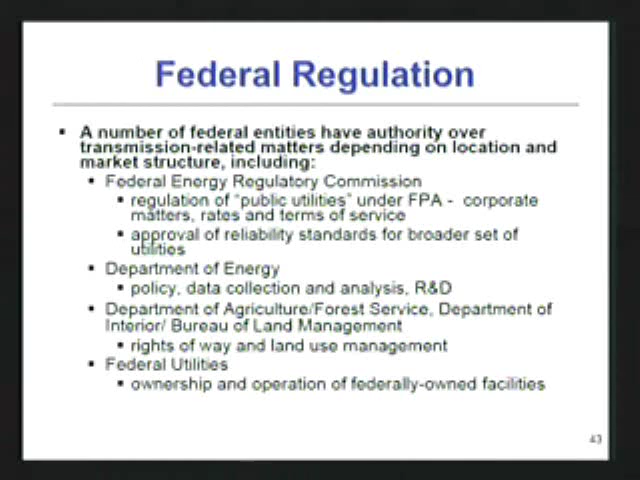 Federal Regulation
▪ A number of federal entities have authority over
transmission-related matters depending on location and
market structure, including:
▪ Federal Energy Regulatory Commission
▪ regulation of "public utilities" under FPA - corporate
matters, rates and terms of service
▪ approval of reliability standards for broader set of
utilities
▪ Department of Energy
▪ policy, data collection and analysis, R&D
▪ Department of Agriculture/Forest Service, Department of
Interior/ Bureau of Land Management
▪ rights of way and land use management
▪ Federal Utilities
▪ ownership and operation of federally-owned facilities
43